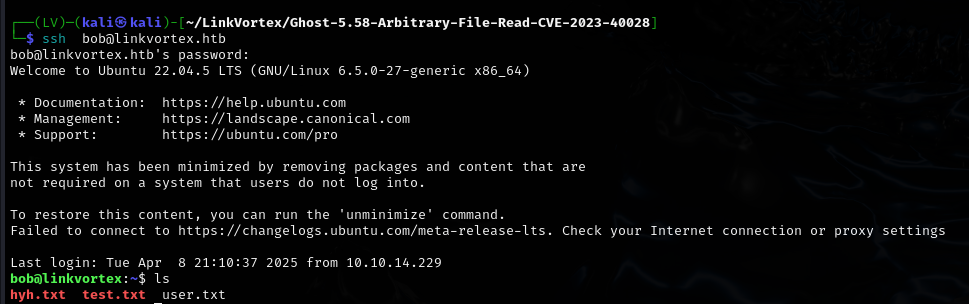 ┌──(LV)─(kali㉿kali)-[~/LinkVortex/Ghost-5.58-Arbitrary-File-Read-CVE-2023-40028]
└─$ ssh  bob@linkvortex.htb
bob@linkvortex.htb's password:
Welcome to Ubuntu 22.04.5 LTS (GNU/Linux 6.5.0-27-generic x86_64)

 * Documentation:  https://help.ubuntu.com
 * Management:     https://landscape.canonical.com
 * Support:        https://ubuntu.com/pro

This system has been minimized by removing packages and content that are
not required on a system that users do not log into.

To restore this content, you can run the 'unminimize' command.
Failed to connect to https://changelogs.ubuntu.com/meta-release-lts. Check your Internet connection or proxy settings

Last login: Tue Apr  8 21:10:37 2025 from 10.10.14.229
bob@linkvortex:~$ ls
hyh.txt  test.txt  user.txt